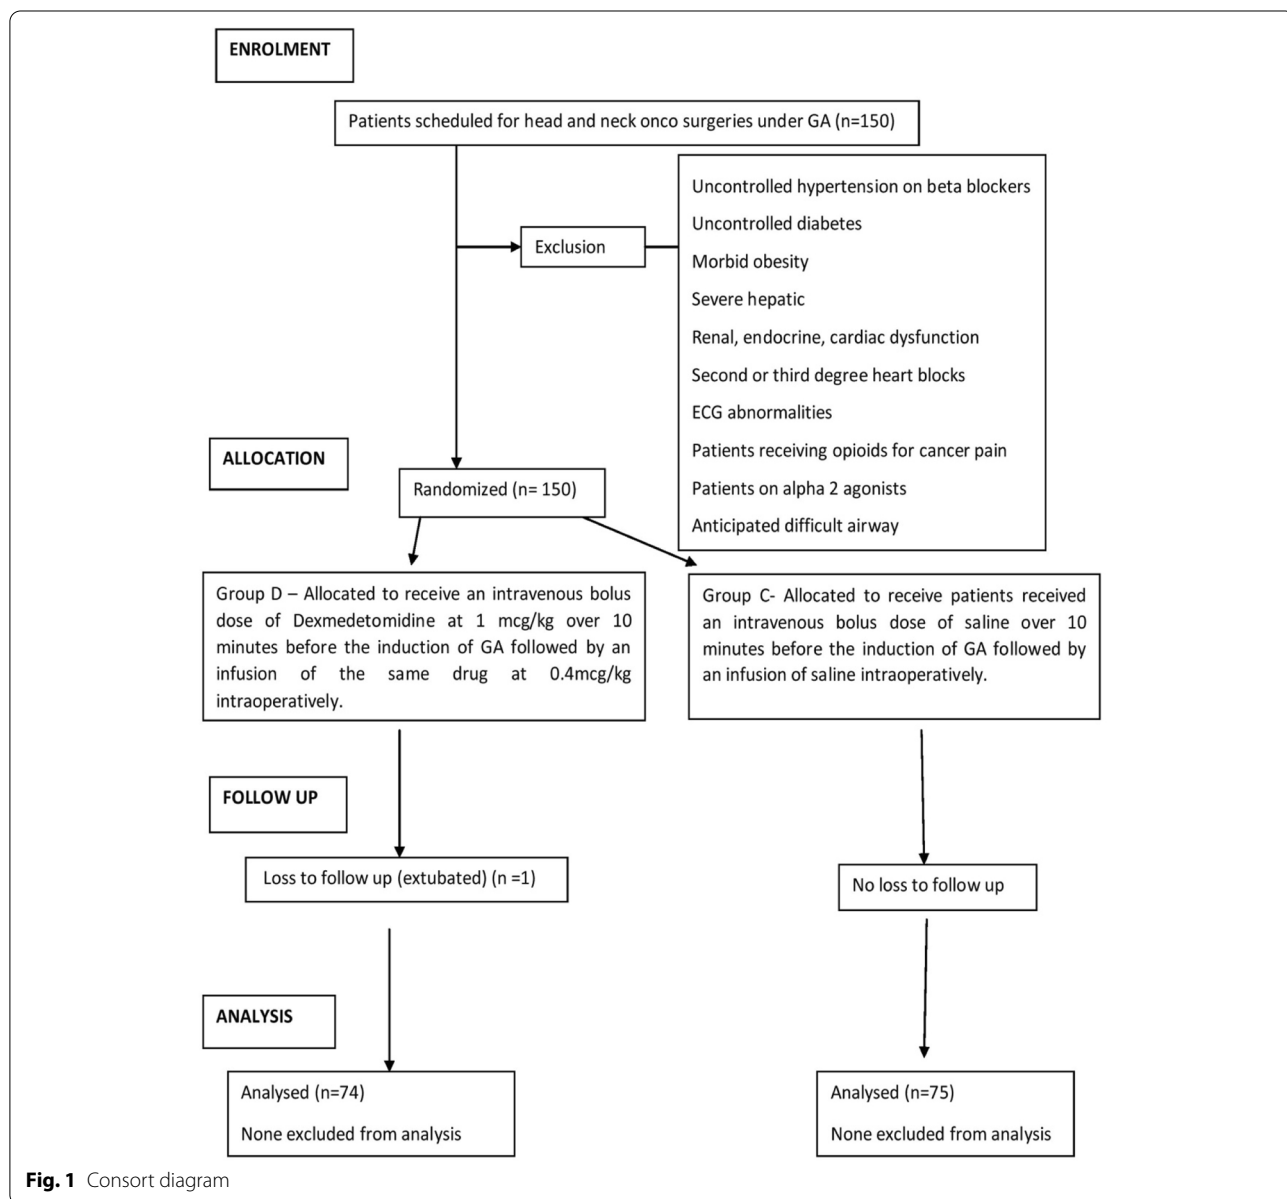 ENROLMENT
Patients scheduled for head and neck onco surgeries under GA (n=150)
Exclusion
Uncontrolled hypertension on beta blockers
Uncontrolled diabetes
Morbid obesity
Severe hepatic
Renal, endocrine, cardiac dysfunction
Second or third degree heart blocks
ECG abnormalities
Patients receiving opioids for cancer pain
Patients on alpha 2 agonists
Anticipated difficult airway
ALLOCATION
Randomized (n= 150)
Group D – Allocated to receive an intravenous bolus
dose of Dexmedetomidine at 1 mcg/kg over 10
minutes before the induction of GA followed by an
infusion of the same drug at 0.4mcg/kg
intraoperatively.
Group C- Allocated to receive patients received
an intravenous bolus dose of saline over 10
minutes before the induction of GA followed by
an infusion of saline intraoperatively.
FOLLOW UP
Loss to follow up (extubated) (n =1)
No loss to follow up
ANALYSIS
Analysed (n=74)
None excluded from analysis
Analysed (n=75)
None excluded from analysis
Fig. 1 Consort diagram